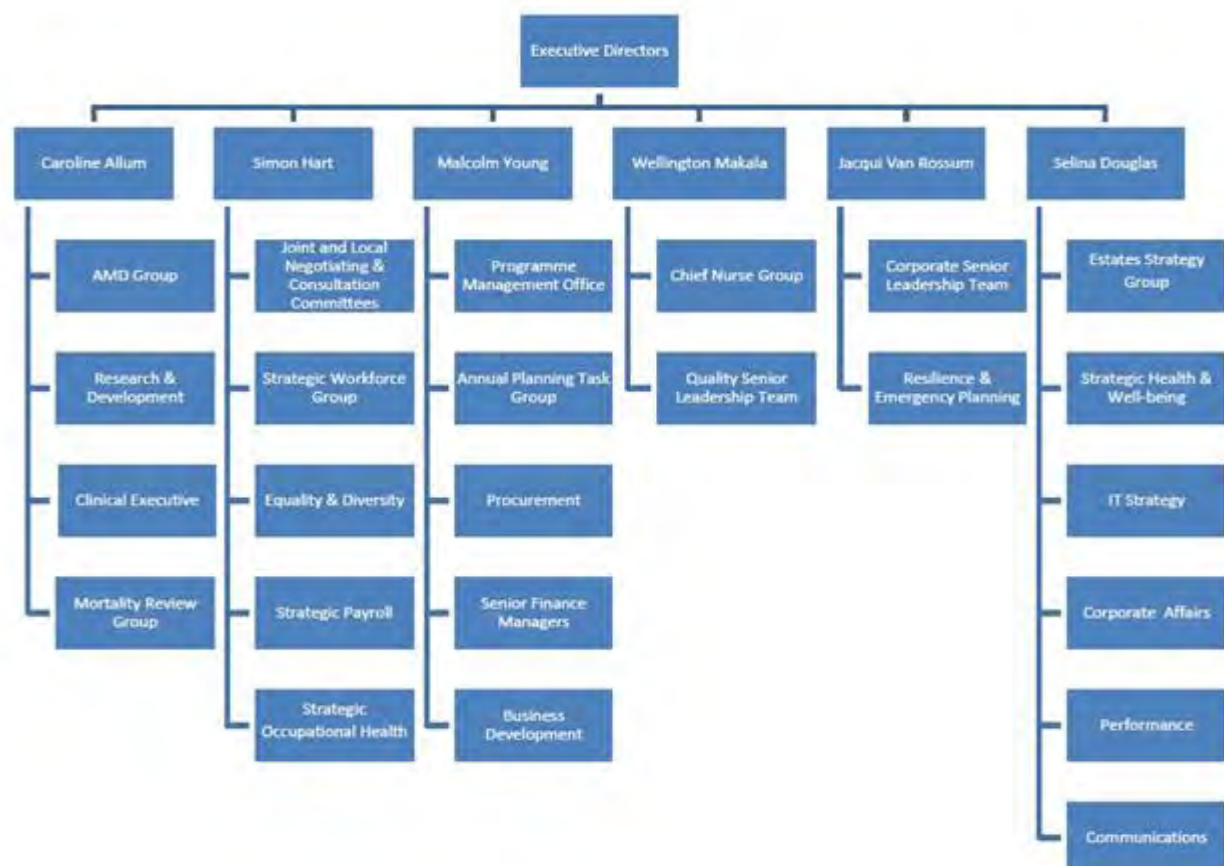 Executive Directors
Caroline Allum
Simon Hart
Malcolm Young
Wellington Makala
Jacqui Van Rossum
Selina Douglas
AMD Group
Research &
Development
Clinical Executive
Mortality Review
Group
Joint and Local
Negotiating &
Consultation
Committees
Strategic Workforce
Group
Equality & Diversity
Strategic Payroll
Strategic
Occupational Health
Programme
Management Office
Annual Planning Task
Group
Procurement
Senior Finance
Managers
Business
Development
Chief Nurse Group
Quality Senior
Leadership Team
Corporate Senior
Leadership Team
Resilience &
Emergency Planning
Estates Strategy
Group
Strategic Health &
Well-being
IT Strategy
Corporate Affairs
Performance
Communications